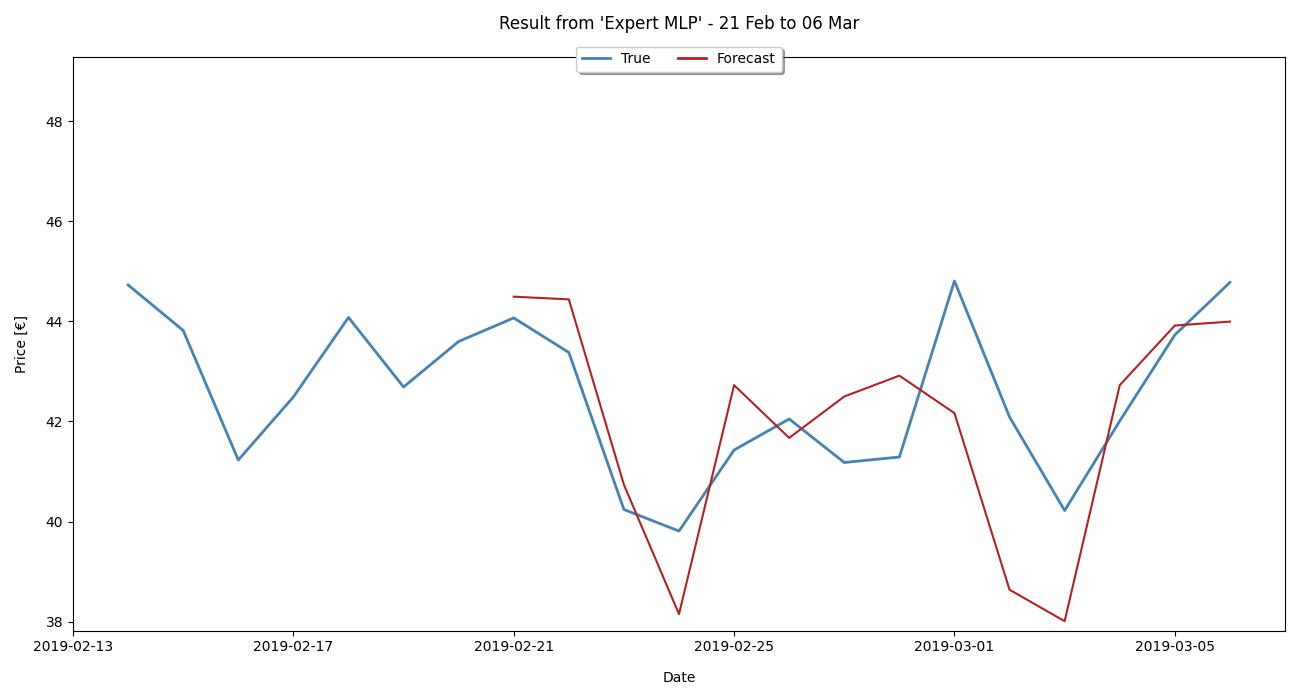 Result from 'Expert MLP' - 21 Feb to 06 Mar
True Forecast
48
46
44
42
40
38
Price [€]
2019-02-13 2019-02-17 2019-02-21 2019-02-25 2019-03-01 2019-03-05
Date